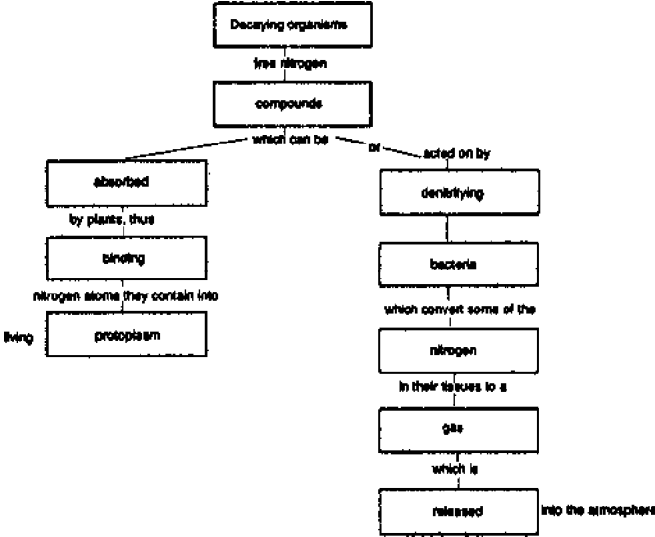 Decaying organisms
free nitrogen
compounds
which can be
or
acted on by
absorbed
by plants, thus
binding
nitrogen atoms they contain into
living
protoplasm
denitrifying
bacteria
which convert some of the
nitrogen
in their tissues to a
gas
which is
released
into the atmosphere